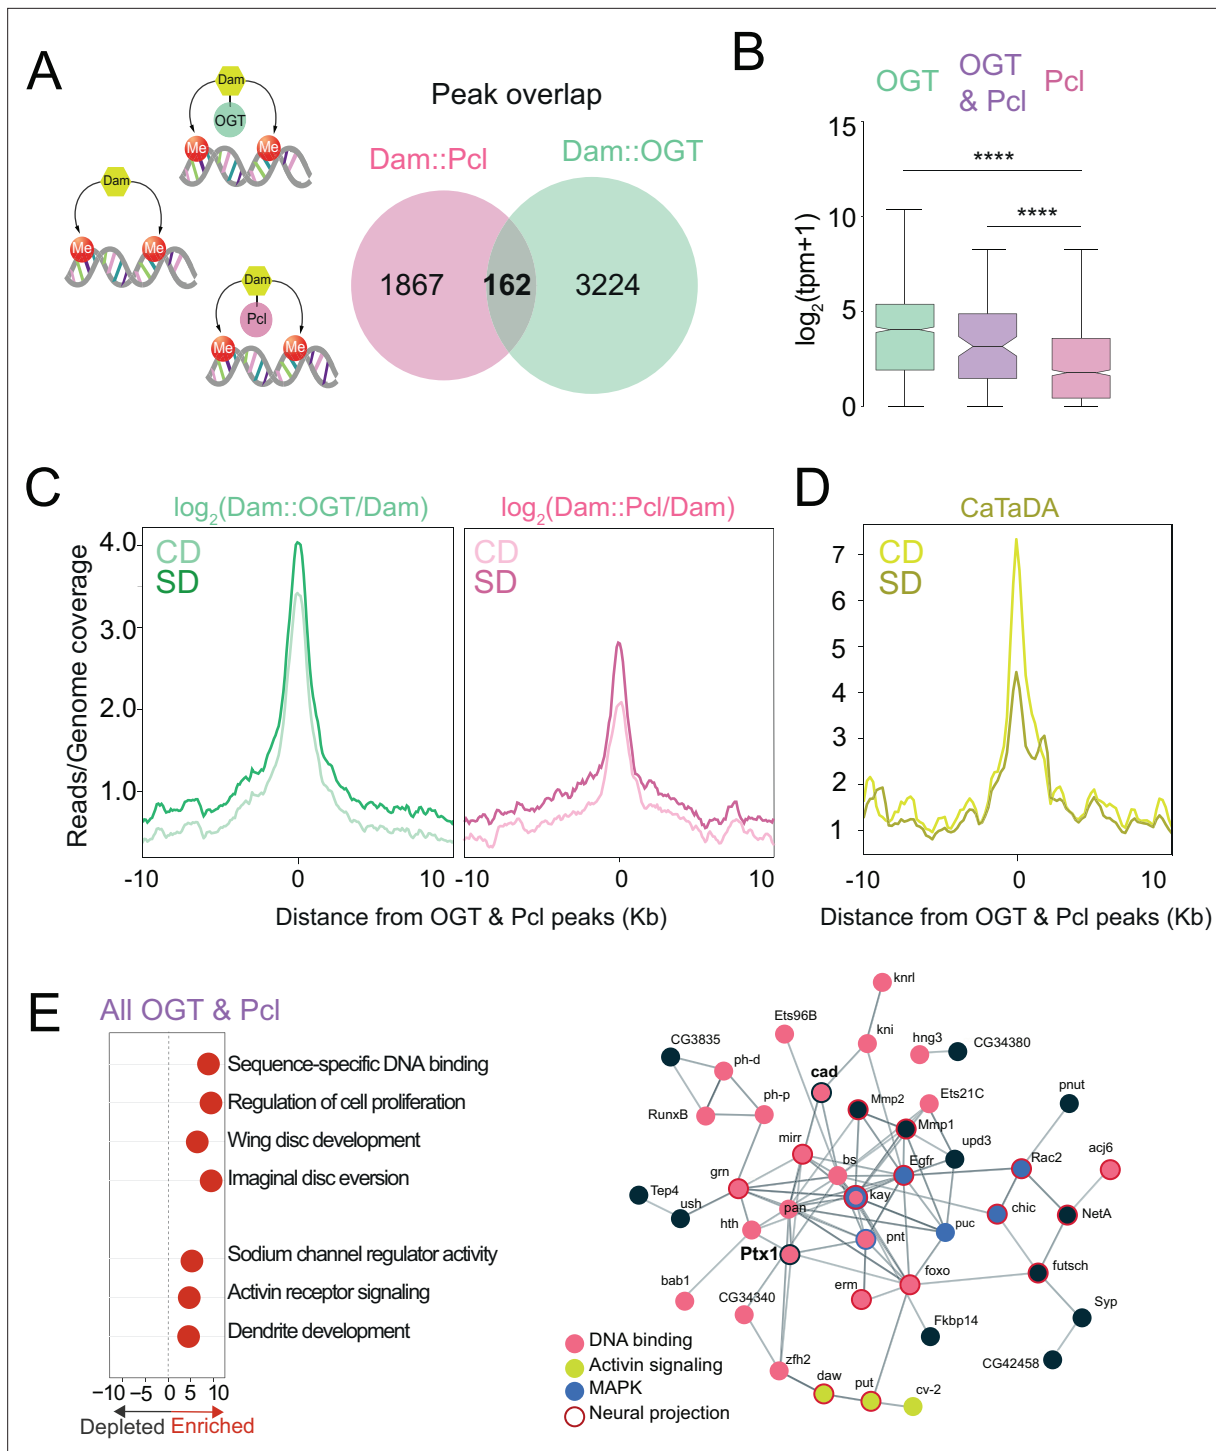 A
Dam
OGT
Me
Me
Dam
Me
Me
Dam
Pcl
Me
Me
Peak overlap
Dam::Pcl
Dam::OGT
1867
162
3224
B
OGT
OGT
& Pcl
Pcl
15
10
5
0
log2(tpm+1)
****
****
C
log2(Dam::OGT/Dam)
log2(Dam::Pcl/Dam)
CD
SD
CD
SD
4.0
3.0
2.0
1.0
Reads/Genome coverage
-10
0
10
-10
0
10
Distance from OGT & Pcl peaks (Kb)
D
CaTaDA
CD
SD
7
6
5
4
3
2
1
-10
0
10
Distance from OGT & Pcl peaks (Kb)
E
All OGT & Pcl
Sequence-specific DNA binding
Regulation of cell proliferation
Wing disc development
Imaginal disc eversion
Sodium channel regulator activity
Activin receptor signaling
Dendrite development
−10 −5 0 5 10
Depleted Enriched
knrl
Ets96B
kni
hng3
CG34380
CG3835
ph-d
cad
pnut
RunxB
ph-p
Mmp2
Ets21C
Mmp1
mirr
upd3
acj6
bs
Egfr
Rac2
grn
Tep4
ush
kay
chic
NetA
pan
hth
puc
pnt
Ptx1
foxo
futsch
bab1
CG34340
erm
Syp
Fkbp14
CG42458
zfh2
daw
put
cv-2
DNA binding
Activin signaling
MAPK
Neural projection